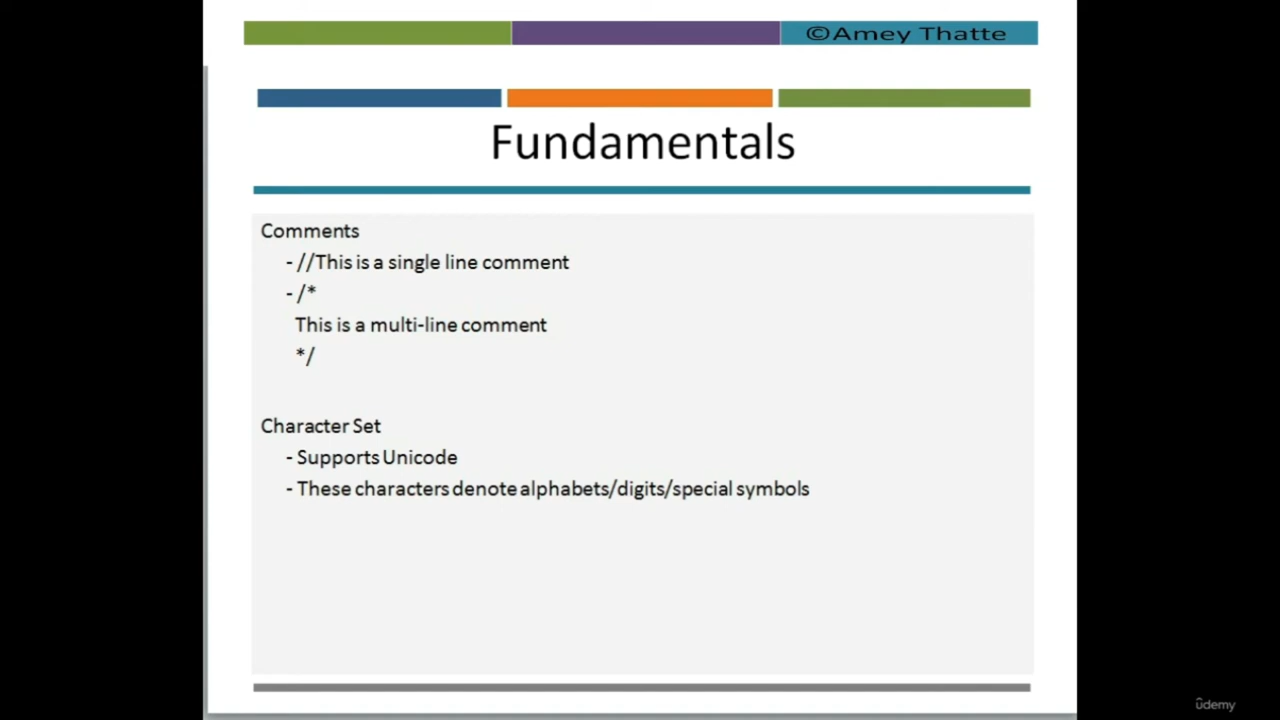 ©Amey Thatte
Fundamentals
Comments
- //This is a single line comment
- /*
This is a multi-line comment
*/
Character Set
- Supports Unicode
- These characters denote alphabets/digits/special symbols
ûdemy